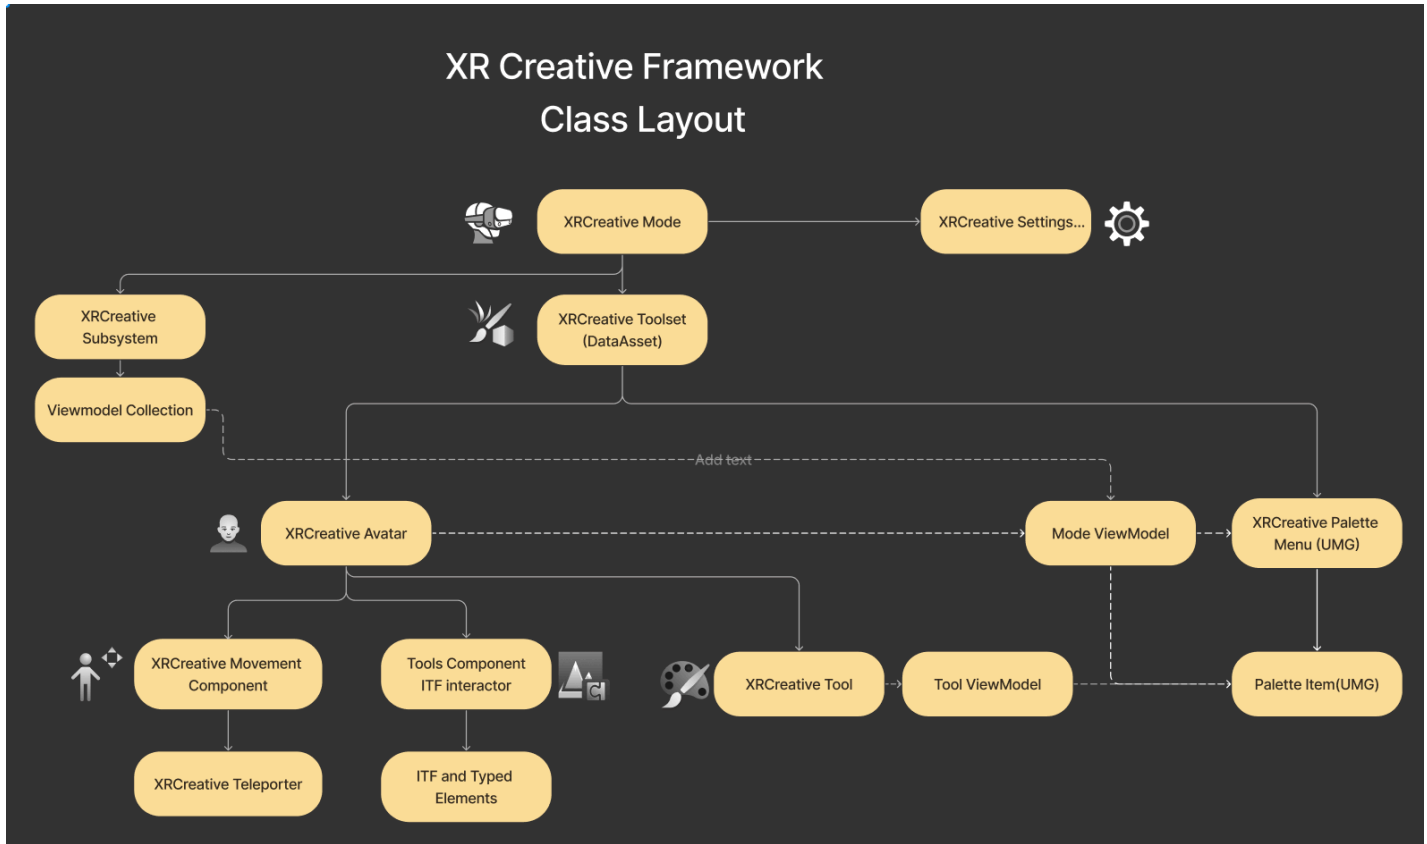 XR Creative Framework
Class Layout
XRCreative Mode
XRCreative Settings...
XRCreative
Subsystem
XRCreative Toolset
(DataAsset)
Viewmodel Collection
Add text
XRCreative Avatar
Mode ViewModel
XRCreative Palette
Menu (UMG)
XRCreative Movement
Component
Tools Component
ITF interactor
XRCreative Tool
Tool ViewModel
Palette Item(UMG)
XRCreative Teleporter
ITF and Typed
Elements